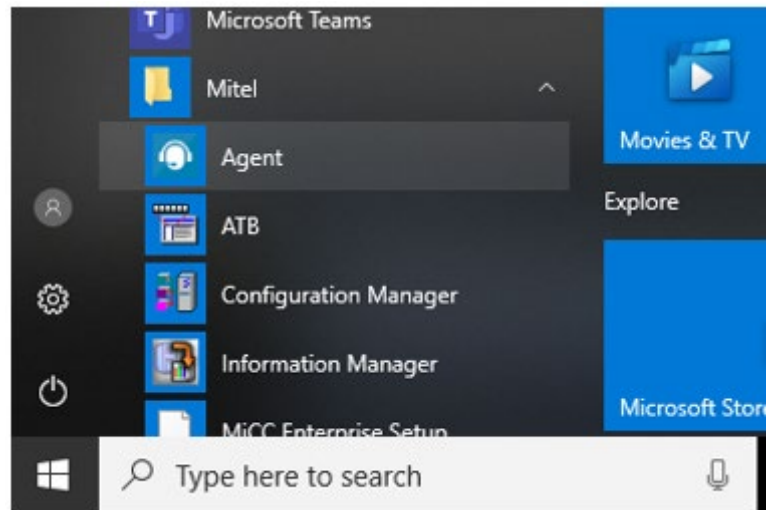 Microsoft Teams
Mitel
Agent
ATB
Configuration Manager
Information Manager
MiCC Enterprise Setup
Movies & TV
Explore
Microsoft Store
Type here to search